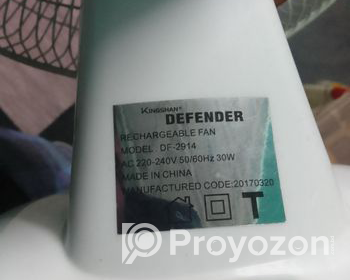 KINGSHAN®
DEFENDER
RECHARGEABLE FAN
MODEL DF-2914
AC 220-240V 50/60Hz 30W
MADE IN CHINA
MANUFACTURED CODE:20170320
T
Proyozon